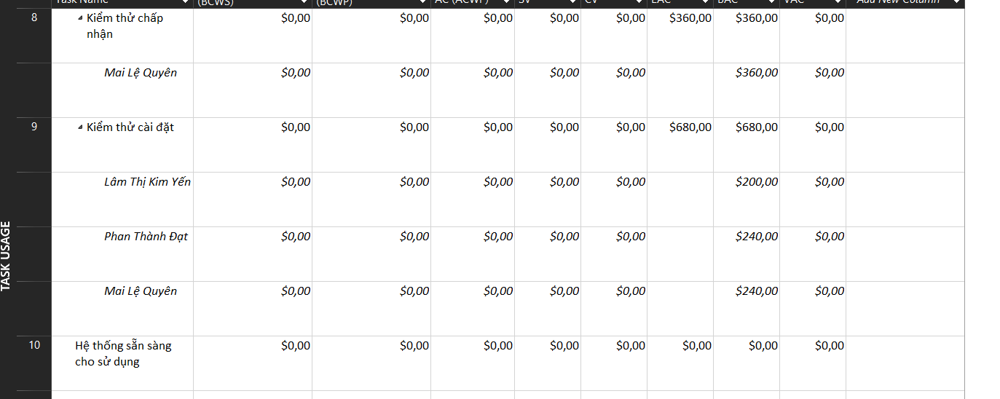 Task Name (BCWS) (BCWP) AC (ACWP) SV CV EAC BAC VAC Add New Column
8 Kiểm thử chấp $0,00 $0,00 $0,00 $0,00 $0,00 $360,00 $360,00 $0,00
nhận
Mai Lệ Quyên $0,00 $0,00 $0,00 $0,00 $0,00 $360,00 $0,00
9 Kiểm thử cài đặt $0,00 $0,00 $0,00 $0,00 $0,00 $680,00 $680,00 $0,00
Lâm Thị Kim Yến $0,00 $0,00 $0,00 $0,00 $0,00 $200,00 $0,00
Phan Thành Đạt $0,00 $0,00 $0,00 $0,00 $0,00 $240,00 $0,00
Mai Lệ Quyên $0,00 $0,00 $0,00 $0,00 $0,00 $240,00 $0,00
10 Hệ thống sẵn sàng $0,00 $0,00 $0,00 $0,00 $0,00 $0,00 $0,00 $0,00
cho sử dụng
TASK USAGE